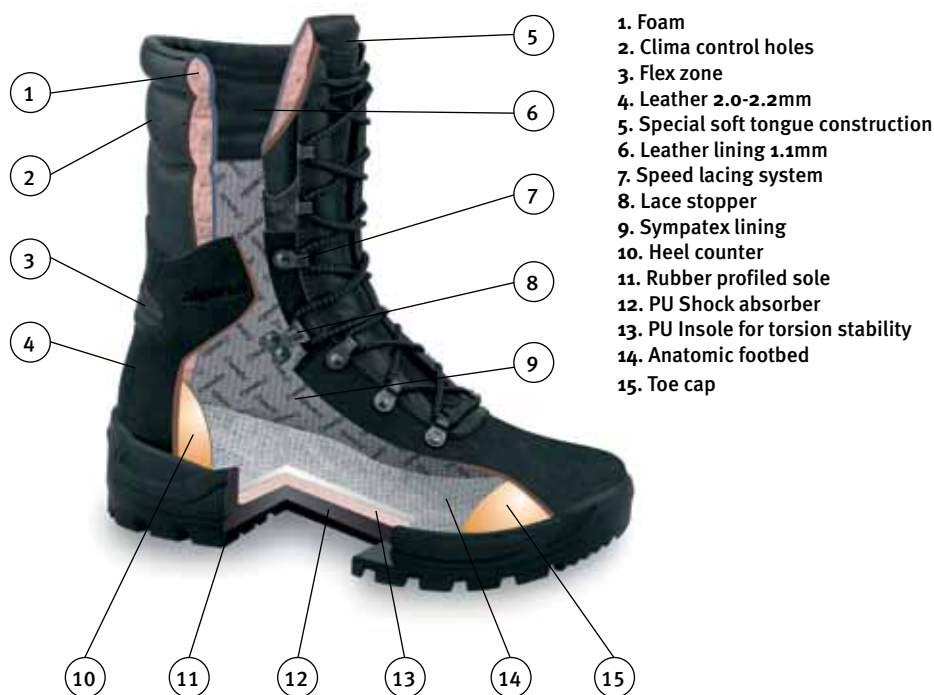 1. Foam
2. Clima control holes
3. Flex zone
4. Leather 2.0-2.2mm
5. Special soft tongue construction
6. Leather lining 1.1mm
7. Speed lacing system
8. Lace stopper
9. Sympatex lining
10. Heel counter
11. Rubber profiled sole
12. PU Shock absorber
13. PU Insole for torsion stability
14. Anatomic footbed
15. Toe cap
1
2
3
4
5
6
7
8
9
10
11
12
13
14
15